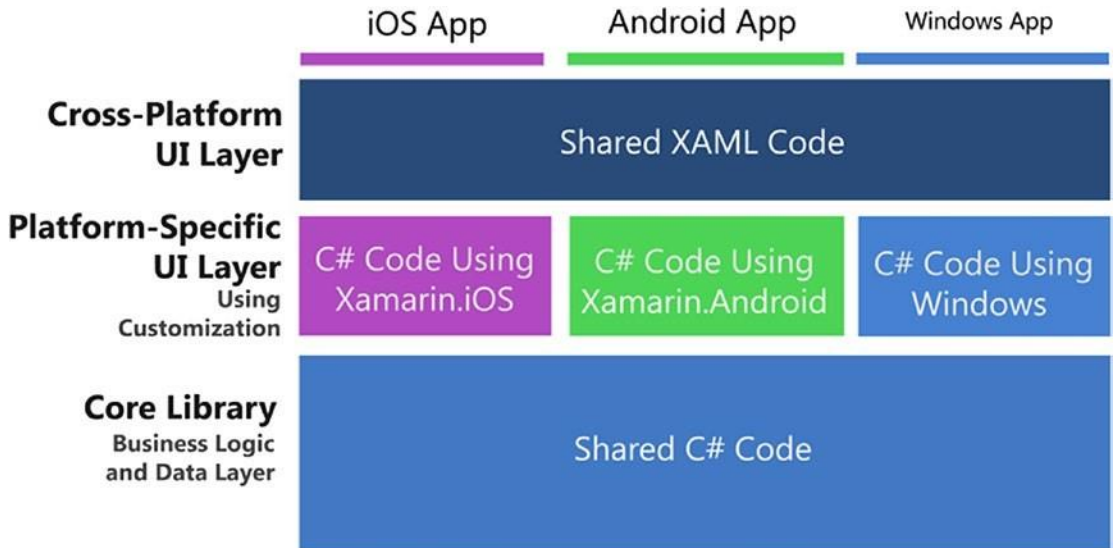 iOS App
Android App
Windows App
Cross-Platform
UI Layer
Shared XAML Code
Platform-Specific
UI Layer
Using
Customization
C# Code Using
Xamarin.iOS
C# Code Using
Xamarin.Android
C# Code Using
Windows
Core Library
Business Logic
and Data Layer
Shared C# Code